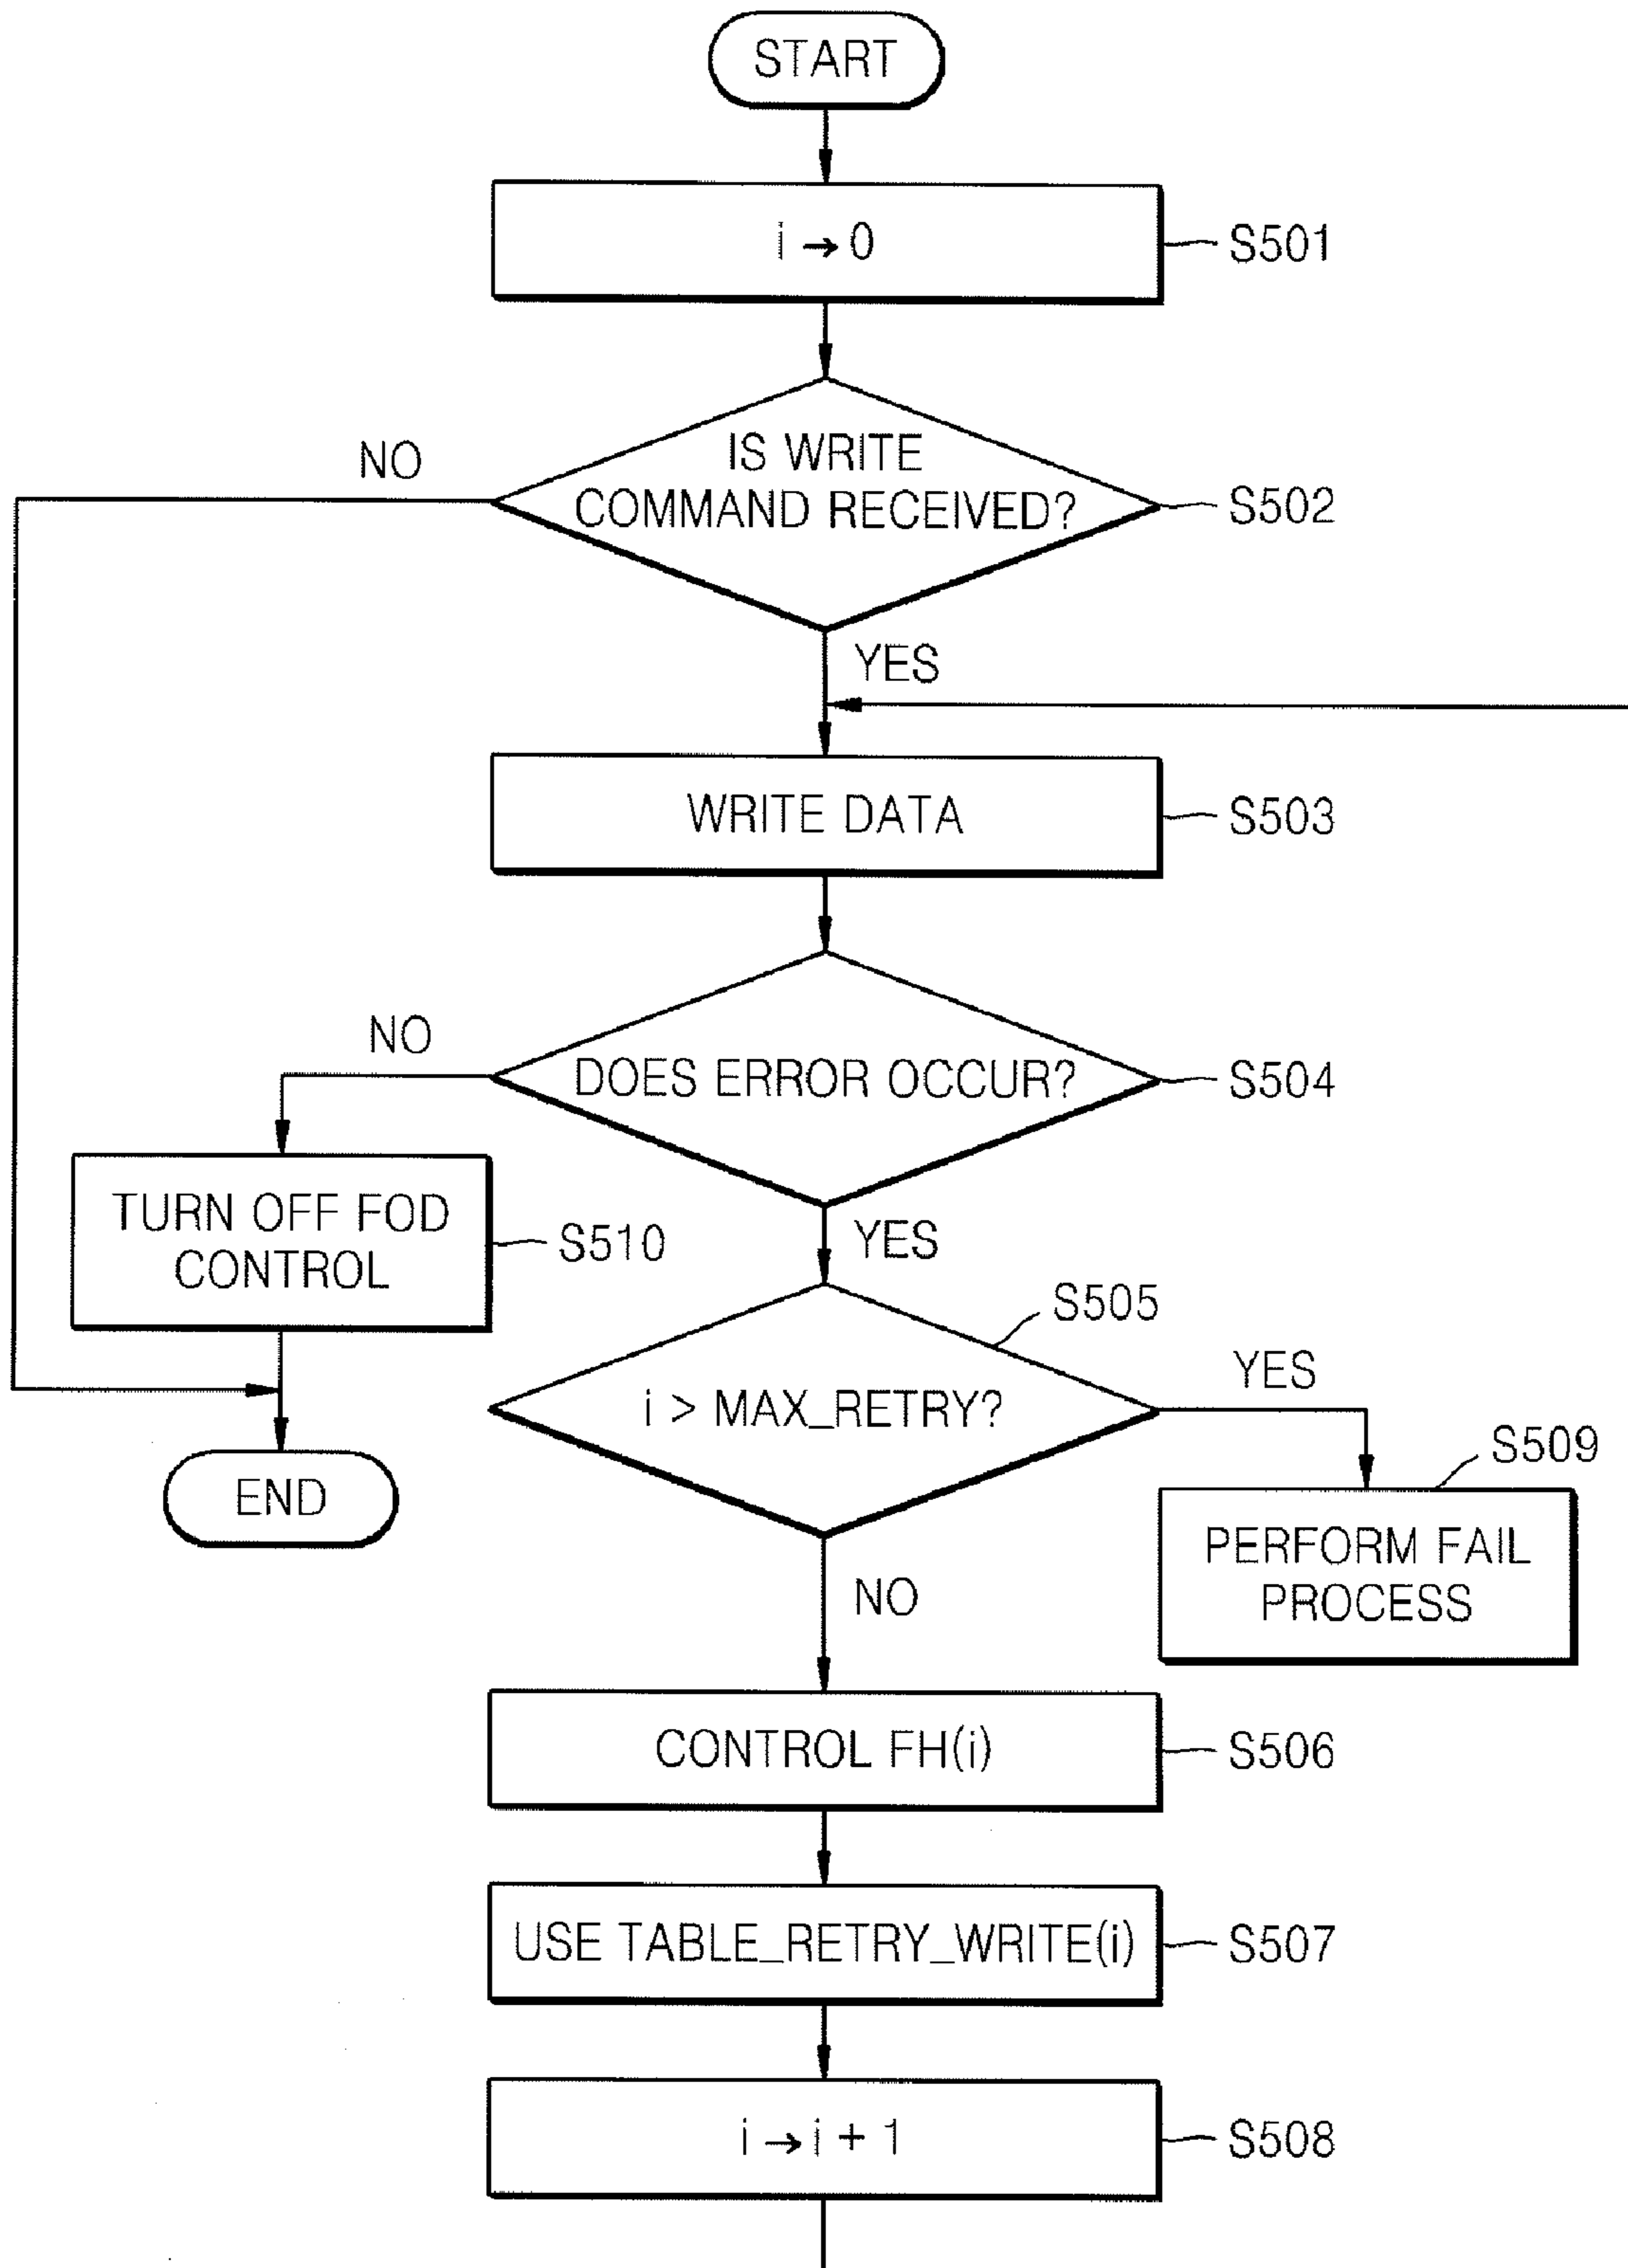 START
i → 0
S501
NO
IS WRITE
COMMAND RECEIVED?
S502
YES
WRITE DATA
S503
NO
DOES ERROR OCCUR?
S504
TURN OFF FOD
CONTROL
S510
YES
S505
i > MAX_RETRY?
YES
S509
END
PERFORM FAIL
PROCESS
NO
CONTROL FH(i)
S506
USE TABLE_RETRY_WRITE(i)
S507
i → i + 1
S508